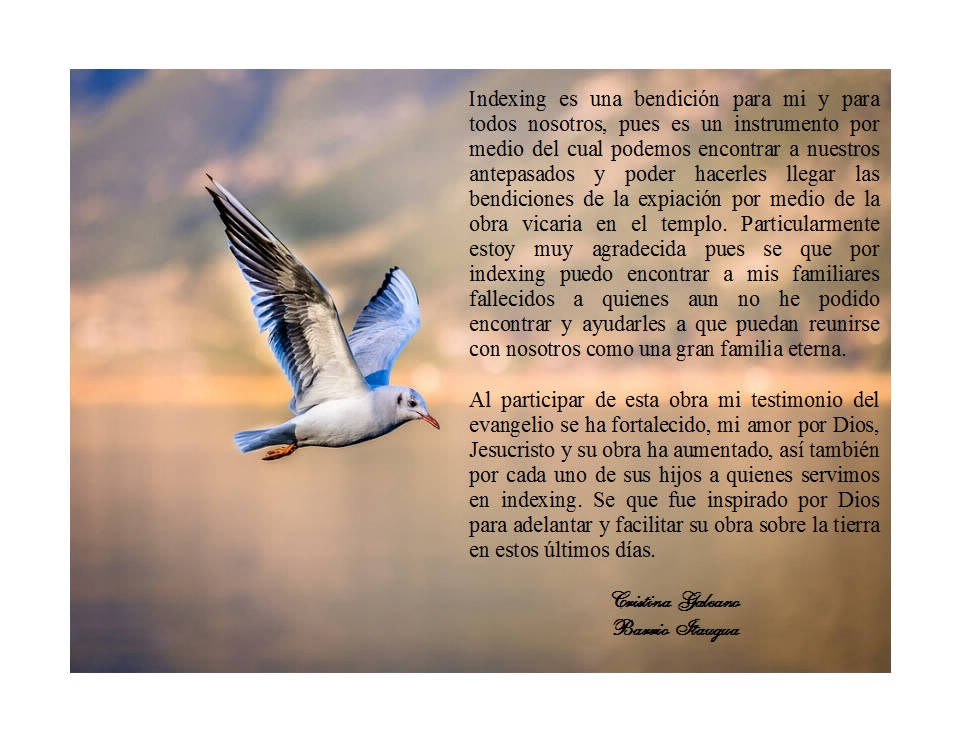 Indexing es una bendición para mi y para
todos nosotros, pues es un instrumento por
medio del cual podemos encontrar a nuestros
antepasados y poder hacerles llegar las
bendiciones de la expiación por medio de la
obra vicaria en el templo. Particularmente
estoy muy agradecida pues se que por
indexing puedo encontrar a mis familiares
fallecidos a quienes aun no he podido
encontrar y ayudarles a que puedan reunirse
con nosotros como una gran familia eterna.
Al participar de esta obra mi testimonio del
evangelio se ha fortalecido, mi amor por Dios,
Jesucristo y su obra ha aumentado, así también
por cada uno de sus hijos a quienes servimos
en indexing. Se que fue inspirado por Dios
para adelantar y facilitar su obra sobre la tierra
en estos últimos días.
Cristina Galeano
Barrio Itaugua